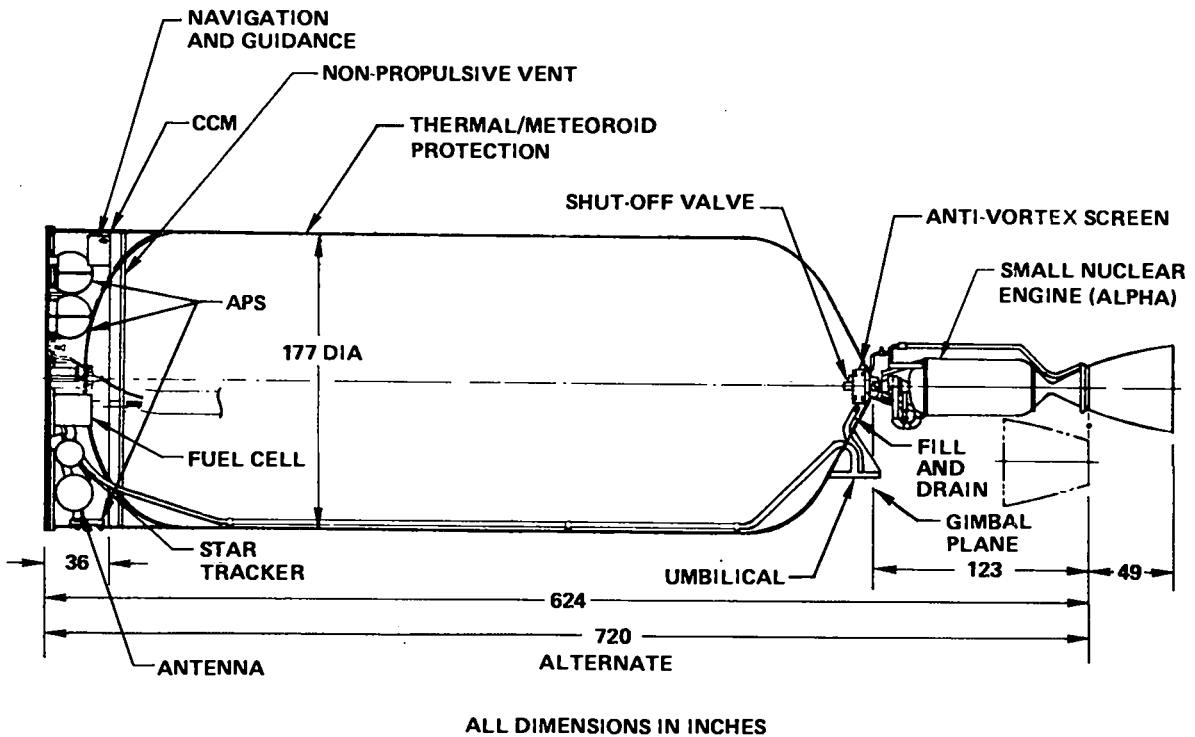 NAVIGATION
AND GUIDANCE
NON-PROPULSIVE VENT
CCM
THERMAL/METEOROID
PROTECTION
SHUT-OFF VALVE
ANTI-VORTEX SCREEN
SMALL NUCLEAR
ENGINE (ALPHA)
APS
177 DIA
FUEL CELL
FILL
AND
DRAIN
GIMBAL
PLANE
STAR
TRACKER
UMBILICAL
36
123
49
624
720
ALTERNATE
ANTENNA
ALL DIMENSIONS IN INCHES